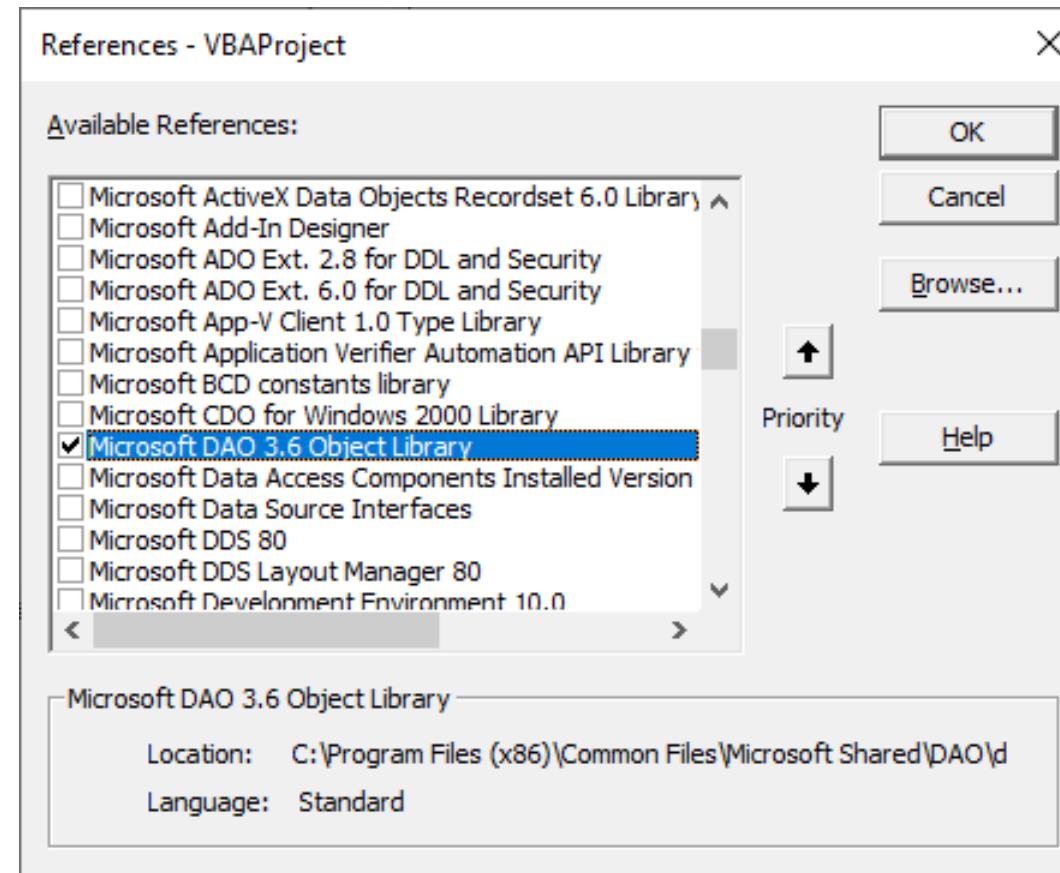 References - VBAProject
Available References:
OK
Cancel
Browse...
Priority
Help
Microsoft ActiveX Data Objects Recordset 6.0 Library
Microsoft Add-In Designer
Microsoft ADO Ext. 2.8 for DDL and Security
Microsoft ADO Ext. 6.0 for DDL and Security
Microsoft App-V Client 1.0 Type Library
Microsoft Application Verifier Automation API Library
Microsoft BCD constants library
Microsoft CDO for Windows 2000 Library
Microsoft DAO 3.6 Object Library
Microsoft Data Access Components Installed Version
Microsoft Data Source Interfaces
Microsoft DDS 80
Microsoft DDS Layout Manager 80
Microsoft Development Environment 10.0
Microsoft DAO 3.6 Object Library
Location: C:\Program Files (x86)\Common Files\Microsoft Shared\DAO\d
Language: Standard